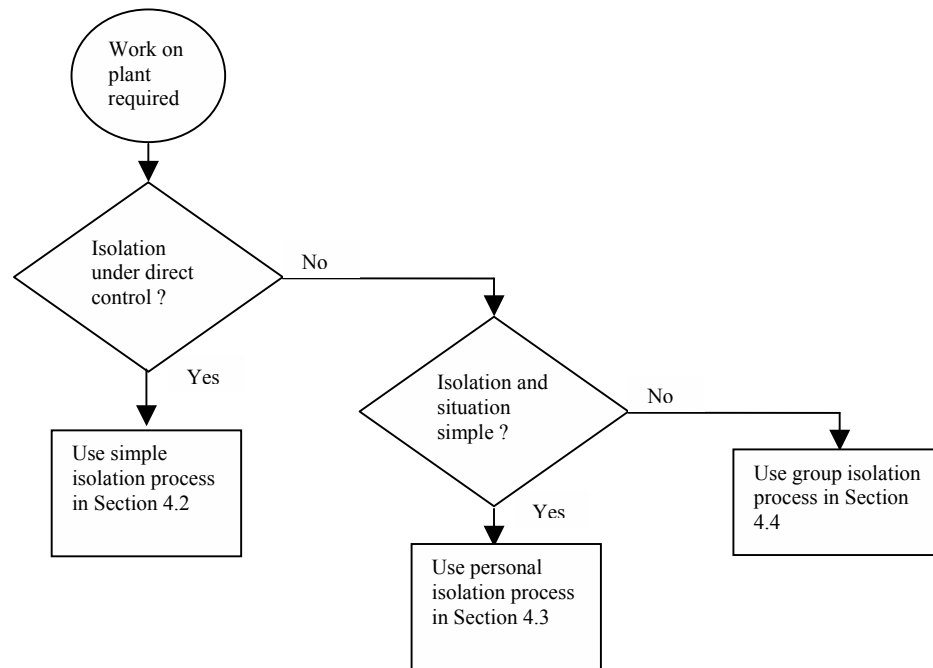 Work on
plant
required
Isolation
under direct
control ?
No
Yes
Isolation and
situation
simple ?
No
Use simple
isolation process
in Section 4.2
Use group isolation
process in Section
4.4
Yes
Use personal
isolation process
in Section 4.3